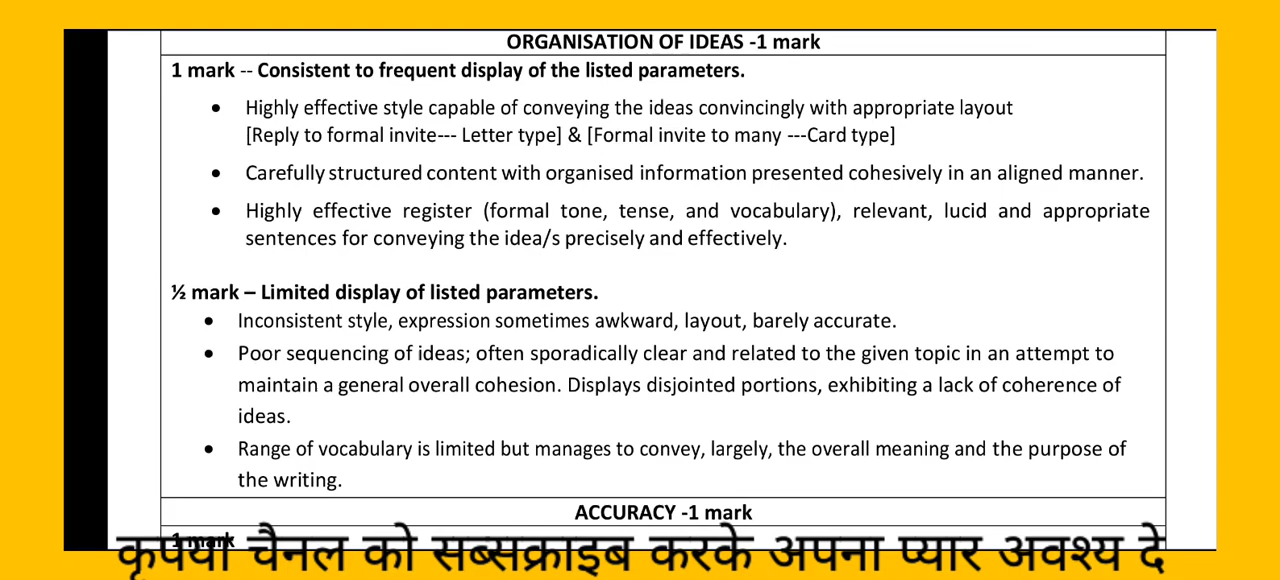 ORGANISATION OF IDEAS -1 mark
1 mark -- Consistent to frequent display of the listed parameters.
• Highly effective style capable of conveying the ideas convincingly with appropriate layout
[Reply to formal invite--- Letter type] & [Formal invite to many ---Card type]
• Carefully structured content with organised information presented cohesively in an aligned manner.
• Highly effective register (formal tone, tense, and vocabulary), relevant, lucid and appropriate
sentences for conveying the idea/s precisely and effectively.
½ mark – Limited display of listed parameters.
• Inconsistent style, expression sometimes awkward, layout, barely accurate.
• Poor sequencing of ideas; often sporadically clear and related to the given topic in an attempt to
maintain a general overall cohesion. Displays disjointed portions, exhibiting a lack of coherence of
ideas.
• Range of vocabulary is limited but manages to convey, largely, the overall meaning and the purpose of
the writing.
ACCURACY -1 mark
1 mark
कृपया चैनल को सब्सक्राइब करके अपना प्यार अवश्य दे